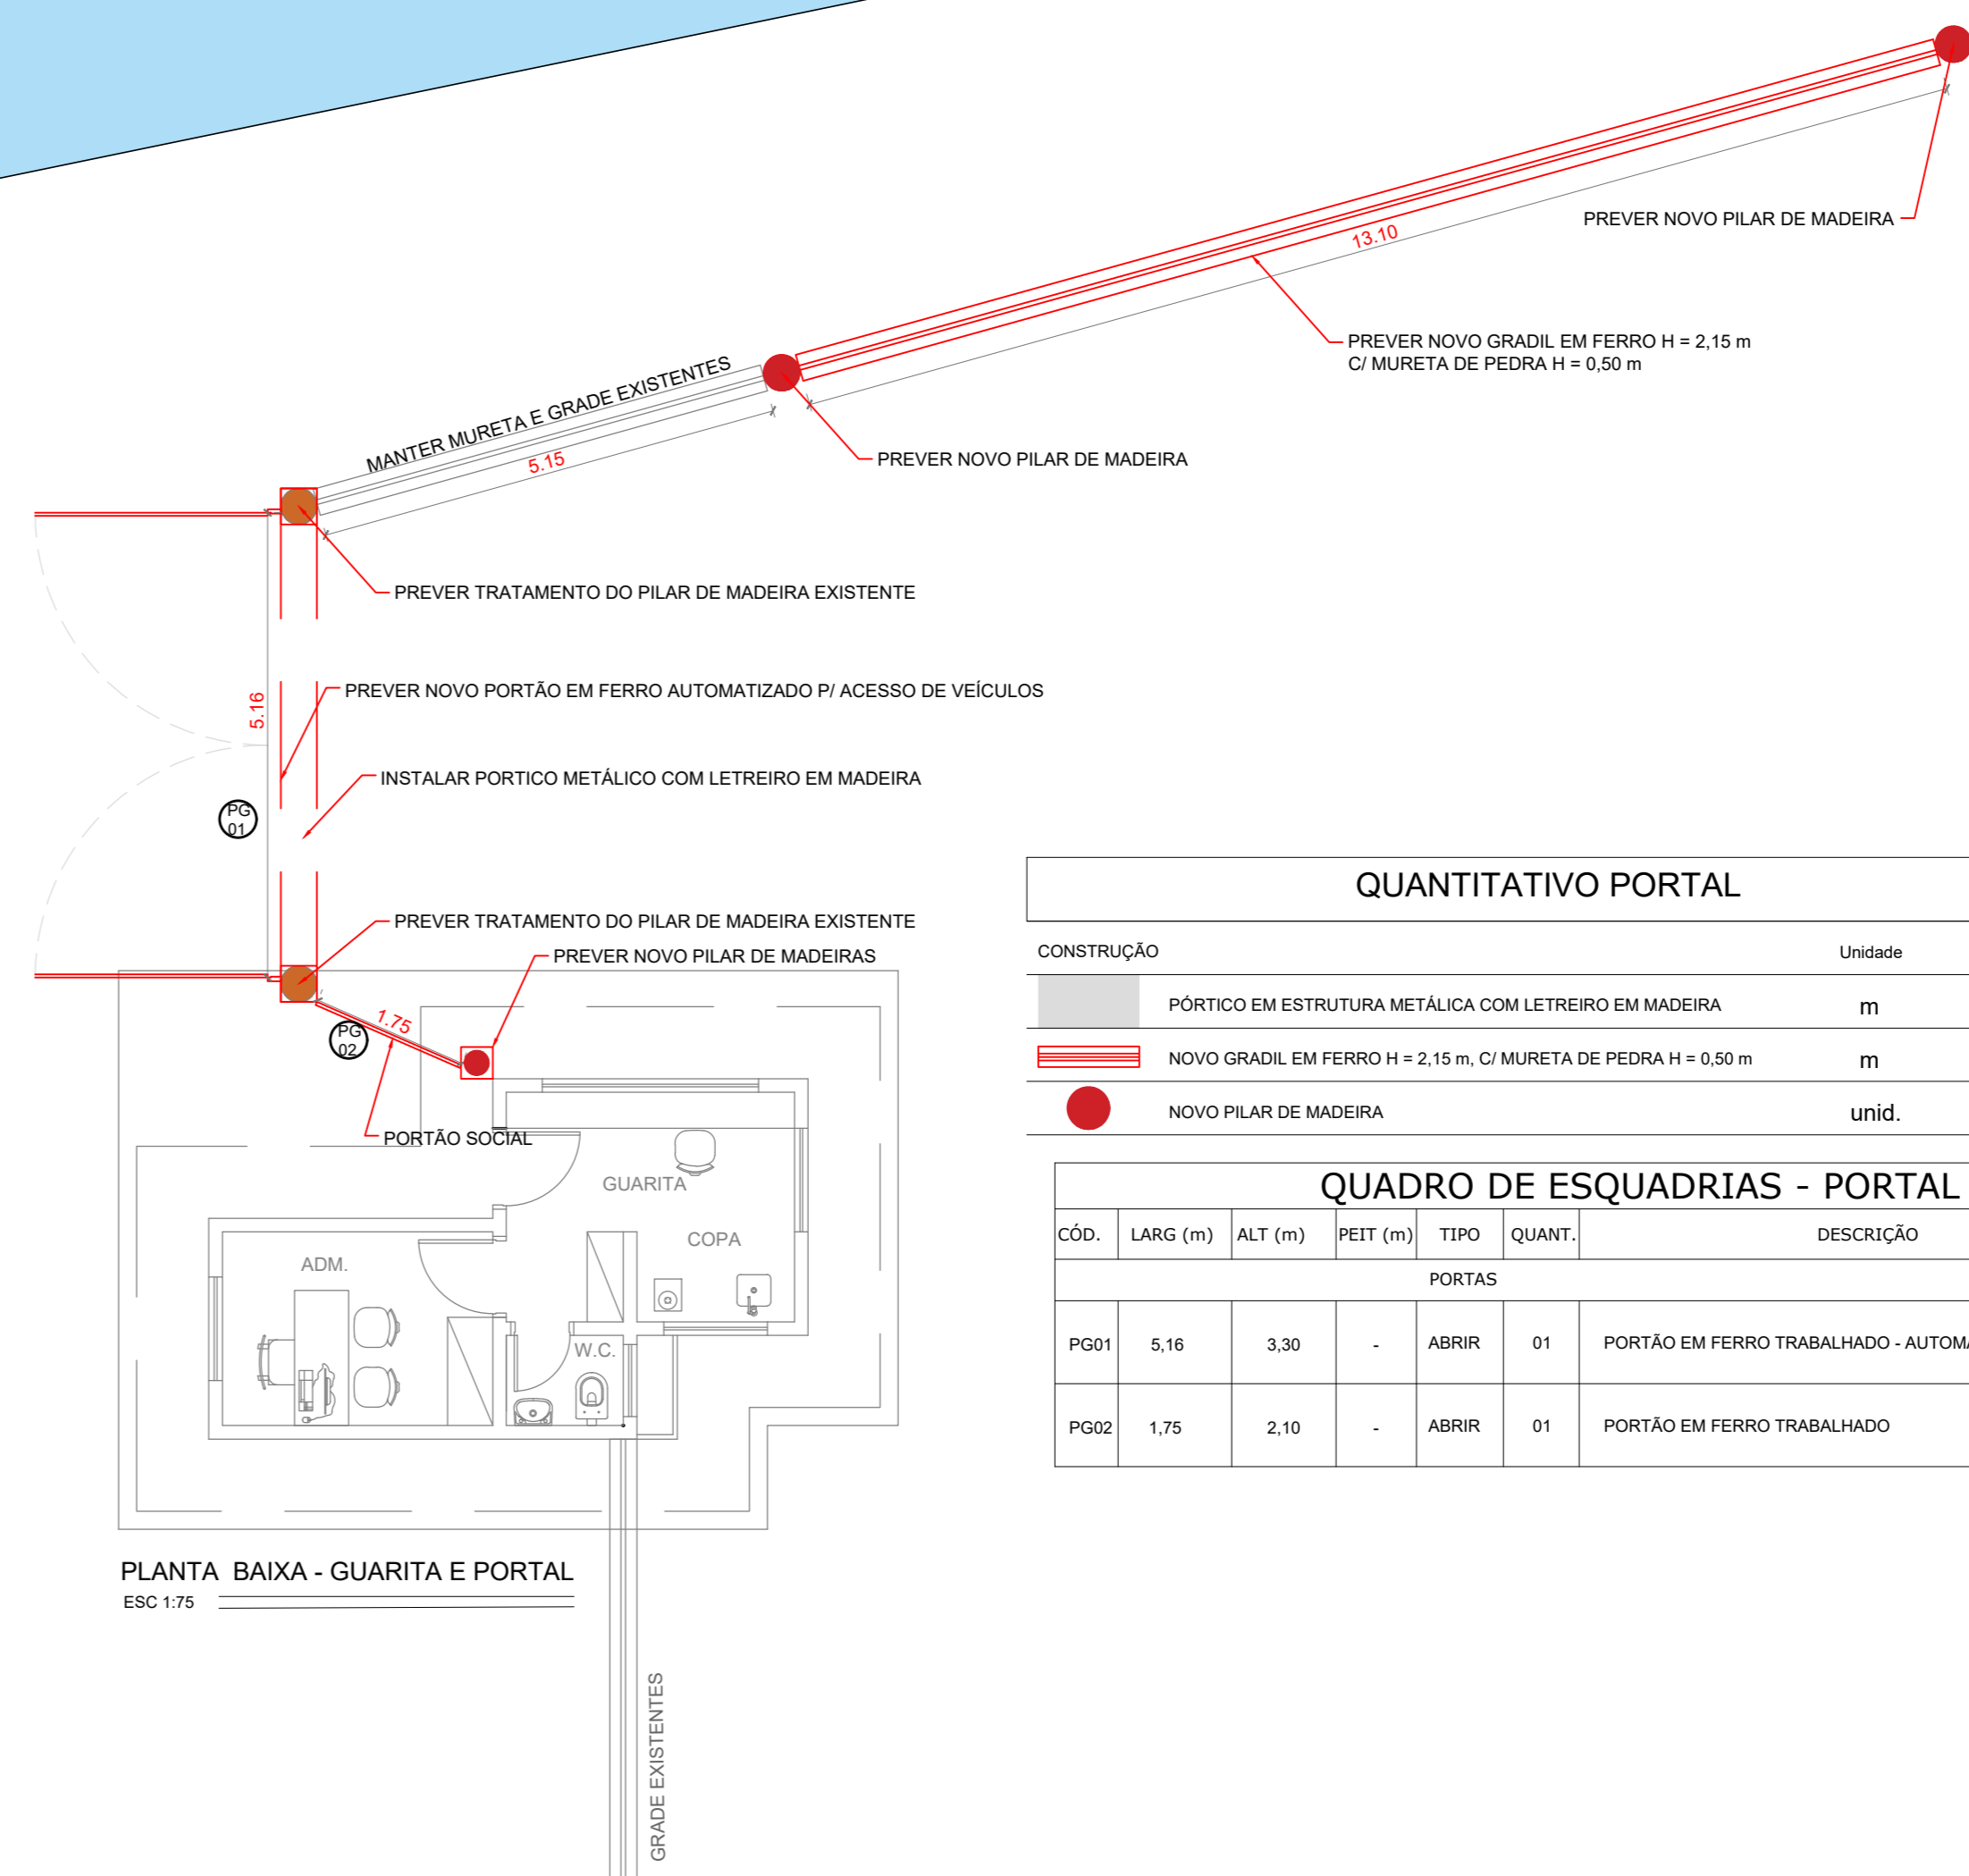 PREVER NOVO PILAR DE MADEIRA
13.10
PREVER NOVO GRADIL EM FERRO H = 2,15 m
C/ MURETA DE PEDRA H = 0,50 m
MANTER MURETA E GRADE EXISTENTES
5.15
PREVER NOVO PILAR DE MADEIRA
PREVER TRATAMENTO DO PILAR DE MADEIRA EXISTENTE
5.16
PREVER NOVO PORTÃO EM FERRO AUTOMATIZADO P/ ACESSO DE VEÍCULOS
INSTALAR PORTICO METÁLICO COM LETREIRO EM MADEIRA
PG
01
PREVER TRATAMENTO DO PILAR DE MADEIRA EXISTENTE
PREVER NOVO PILAR DE MADEIRAS
1.75
PG
02
PORTÃO SOCIAL
GUARITA
COPA
ADM.
W.C.
PLANTA BAIXA - GUARITA E PORTAL
ESC 1:75
GRADE EXISTENTES
QUANTITATIVO PORTAL
CONSTRUÇÃO Unidade
PÓRTICO EM ESTRUTURA METÁLICA COM LETREIRO EM MADEIRA m
NOVO GRADIL EM FERRO H = 2,15 m, C/ MURETA DE PEDRA H = 0,50 m m
NOVO PILAR DE MADEIRA unid.
QUADRO DE ESQUADRIAS - PORTAL
CÓD. LARG (m) ALT (m) PEIT (m) TIPO QUANT. DESCRIÇÃO
PORTAS
PG01 5,16 3,30 - ABRIR 01 PORTÃO EM FERRO TRABALHADO - AUTOMA
PG02 1,75 2,10 - ABRIR 01 PORTÃO EM FERRO TRABALHADO